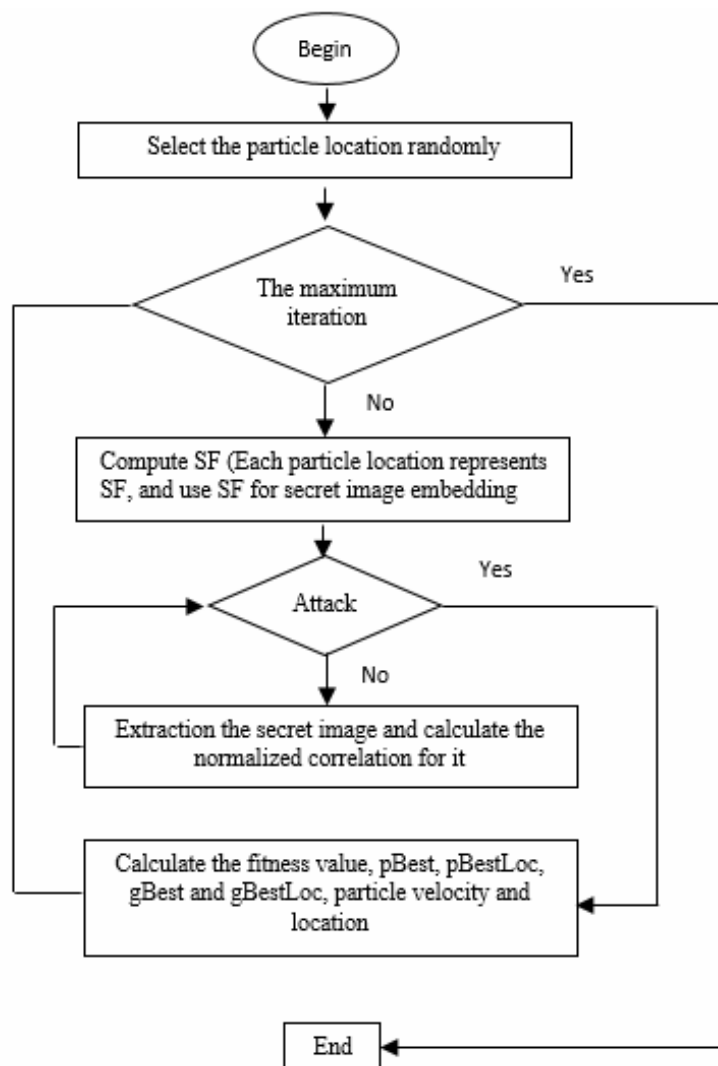 Begin
Select the particle location randomly
The maximum
iteration
Yes
No
Compute SF (Each particle location represents
SF, and use SF for secret image embedding
Attack
Yes
No
Extraction the secret image and calculate the
normalized correlation for it
Calculate the fitness value, pBest, pBestLoc,
gBest and gBestLoc, particle velocity and
location
End